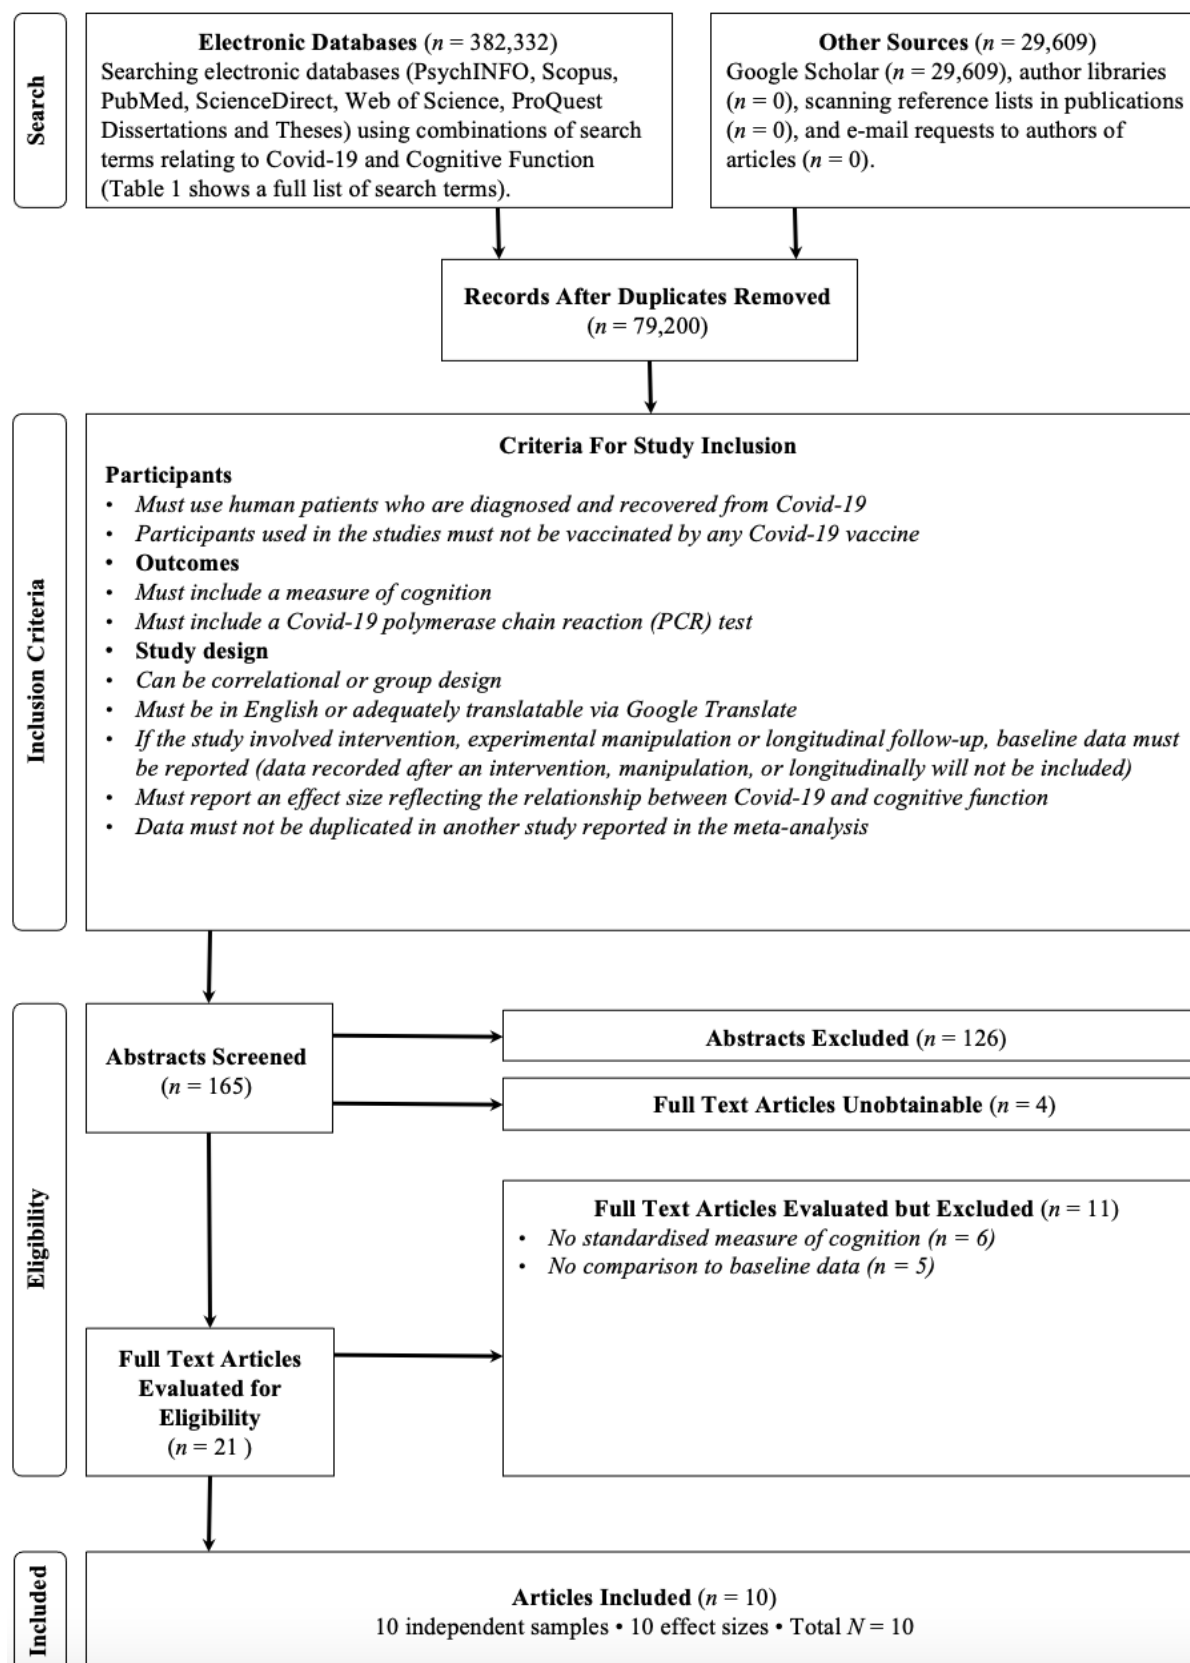 Search
Electronic Databases (n = 382,332)
Searching electronic databases (PsychINFO, Scopus,
PubMed, ScienceDirect, Web of Science, ProQuest
Dissertations and Theses) using combinations of search
terms relating to Covid-19 and Cognitive Function
(Table 1 shows a full list of search terms).
Other Sources (n = 29,609)
Google Scholar (n = 29,609), author libraries
(n = 0), scanning reference lists in publications
(n = 0), and e-mail requests to authors of
articles (n = 0).
Records After Duplicates Removed
(n = 79,200)
Inclusion Criteria
Criteria For Study Inclusion
Participants
• Must use human patients who are diagnosed and recovered from Covid-19
• Participants used in the studies must not be vaccinated by any Covid-19 vaccine
• Outcomes
• Must include a measure of cognition
• Must include a Covid-19 polymerase chain reaction (PCR) test
• Study design
• Can be correlational or group design
• Must be in English or adequately translatable via Google Translate
• If the study involved intervention, experimental manipulation or longitudinal follow-up, baseline data must
be reported (data recorded after an intervention, manipulation, or longitudinally will not be included)
• Must report an effect size reflecting the relationship between Covid-19 and cognitive function
• Data must not be duplicated in another study reported in the meta-analysis
Eligibility
Abstracts Screened
(n = 165)
Abstracts Excluded (n = 126)
Full Text Articles Unobtainable (n = 4)
Full Text Articles Evaluated but Excluded (n = 11)
• No standardised measure of cognition (n = 6)
• No comparison to baseline data (n = 5)
Full Text Articles
Evaluated for
Eligibility
(n = 21 )
Included
Articles Included (n = 10)
10 independent samples • 10 effect sizes • Total N = 10